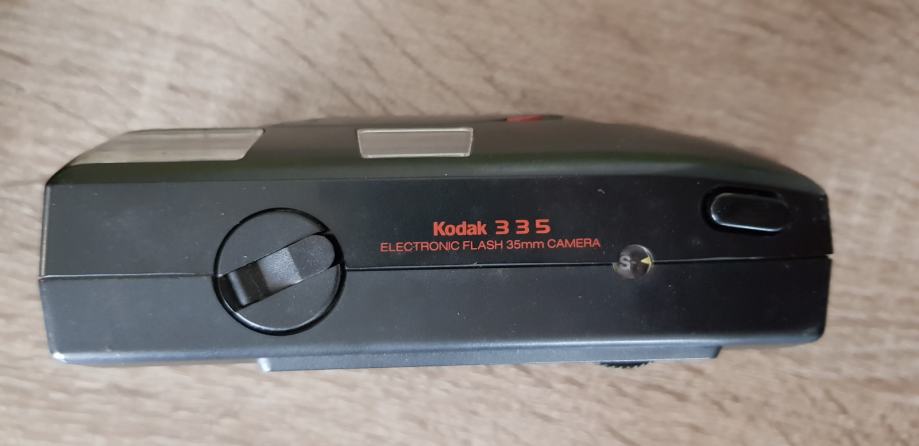 Kodak 335
ELECTRONIC FLASH 35mm CAMERA
S